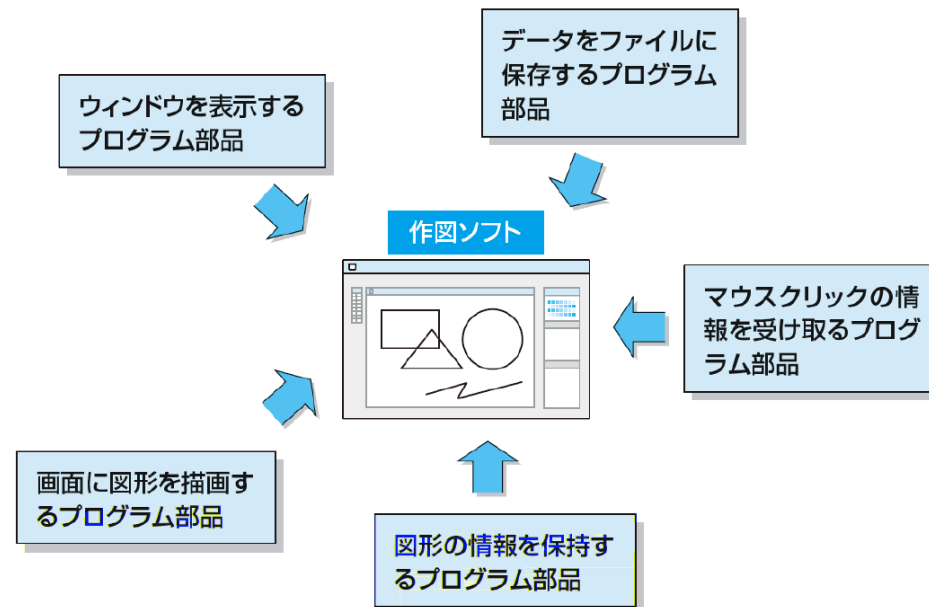 データをファイルに
保存するプログラム
部品
ウィンドウを表示する
プログラム部品
作図ソフト
マウスクリックの情
報を受け取るプログ
ラム部品
画面に図形を描画す
るプログラム部品
図形の情報を保持す
るプログラム部品